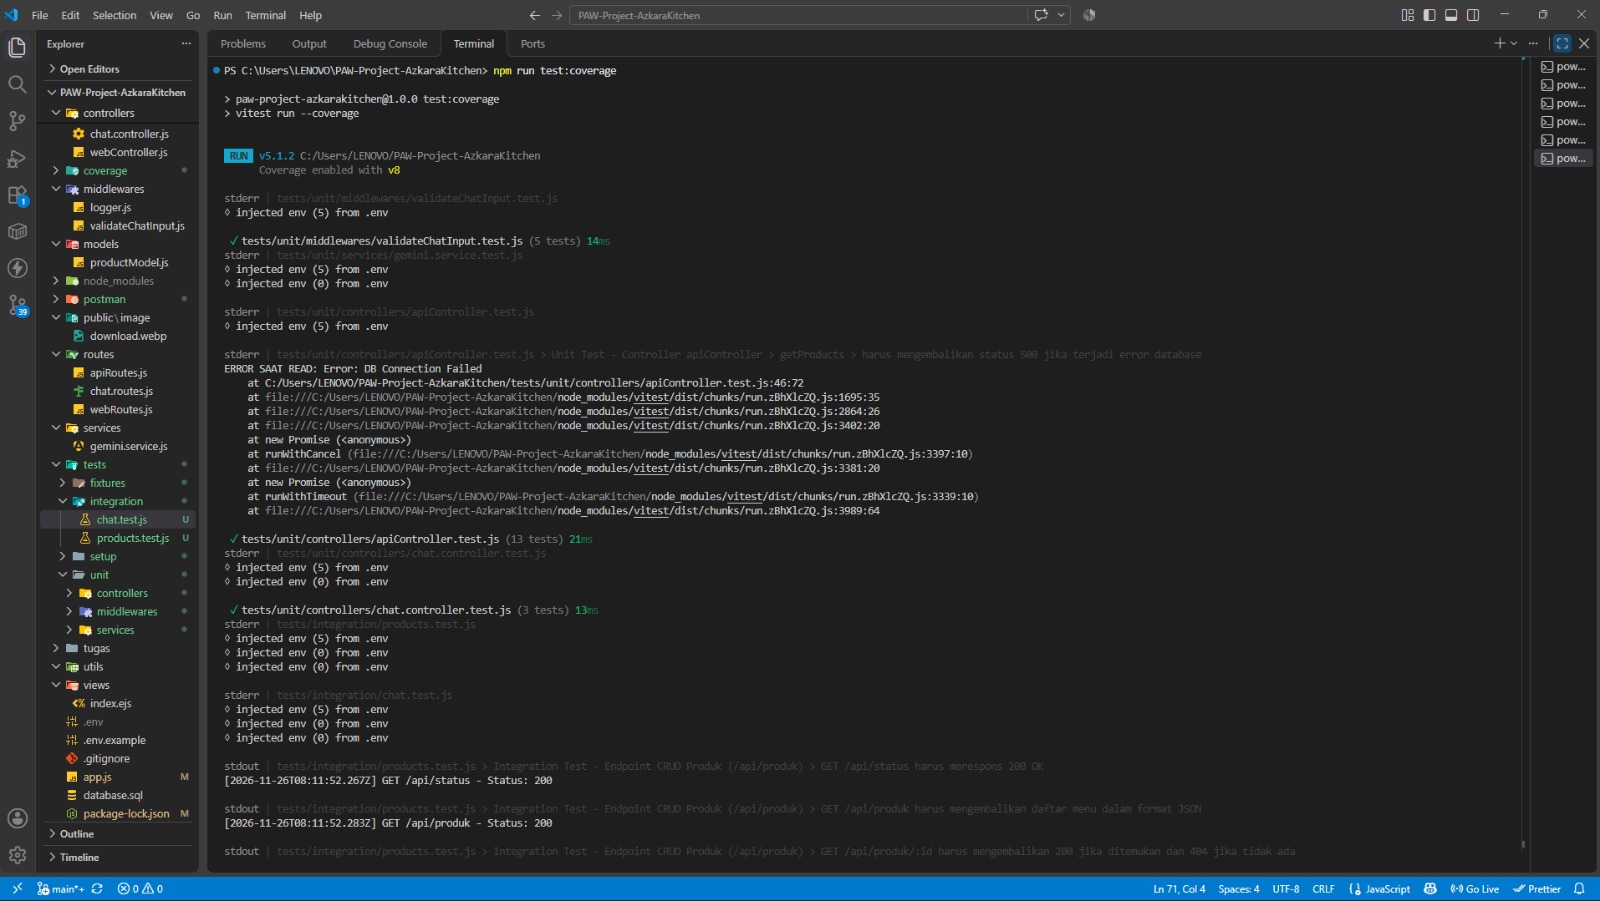 File Edit Selection View Go Run Terminal Help
PAW-Project-AzkaraKitchen
Explorer
Open Editors
PAW-Project-AzkaraKitchen
controllers
chat.controller.js
webController.js
coverage
middlewares
logger.js
validateChatInput.js
models
productModel.js
node_modules
postman
public\image
download.webp
routes
apiRoutes.js
chat.routes.js
webRoutes.js
services
gemini.service.js
tests
fixtures
integration
chat.test.js U
products.test.js U
setup
unit
controllers
middlewares
services
tugas
utils
views
index.ejs
.env
.env.example
.gitignore
app.js M
database.sql
package-lock.json M
Outline
Timeline
1
39
Problems Output Debug Console Terminal Ports
PS C:\Users\LENOVO\PAW-Project-AzkaraKitchen> npm run test:coverage
> paw-project-azkarakitchen@1.0.0 test:coverage
> vitest run --coverage
RUN v5.1.2 C:/Users/LENOVO/PAW-Project-AzkaraKitchen
Coverage enabled with v8
stderr | tests/unit/middlewares/validateChatInput.test.js
◊ injected env (5) from .env
✓ tests/unit/middlewares/validateChatInput.test.js (5 tests) 14ms
stderr | tests/unit/services/gemini.service.test.js
◊ injected env (5) from .env
◊ injected env (0) from .env
stderr | tests/unit/controllers/apiController.test.js
◊ injected env (5) from .env
stderr | tests/unit/controllers/apiController.test.js > Unit Test - Controller apiController > getProducts > harus mengembalikan status 500 jika terjadi error database
ERROR SAAT READ: Error: DB Connection Failed
at C:/Users/LENOVO/PAW-Project-AzkaraKitchen/tests/unit/controllers/apiController.test.js:46:72
at file:///C:/Users/LENOVO/PAW-Project-AzkaraKitchen/node_modules/vitest/dist/chunks/run.zBhXlcZQ.js:1695:35
at file:///C:/Users/LENOVO/PAW-Project-AzkaraKitchen/node_modules/vitest/dist/chunks/run.zBhXlcZQ.js:2864:26
at file:///C:/Users/LENOVO/PAW-Project-AzkaraKitchen/node_modules/vitest/dist/chunks/run.zBhXlcZQ.js:3402:20
at new Promise (<anonymous>)
at runWithCancel (file:///C:/Users/LENOVO/PAW-Project-AzkaraKitchen/node_modules/vitest/dist/chunks/run.zBhXlcZQ.js:3397:10)
at file:///C:/Users/LENOVO/PAW-Project-AzkaraKitchen/node_modules/vitest/dist/chunks/run.zBhXlcZQ.js:3381:20
at new Promise (<anonymous>)
at runWithTimeout (file:///C:/Users/LENOVO/PAW-Project-AzkaraKitchen/node_modules/vitest/dist/chunks/run.zBhXlcZQ.js:3339:10)
at file:///C:/Users/LENOVO/PAW-Project-AzkaraKitchen/node_modules/vitest/dist/chunks/run.zBhXlcZQ.js:3989:64
✓ tests/unit/controllers/apiController.test.js (13 tests) 21ms
stderr | tests/unit/controllers/chat.controller.test.js
◊ injected env (5) from .env
◊ injected env (0) from .env
✓ tests/unit/controllers/chat.controller.test.js (3 tests) 13ms
stderr | tests/integration/products.test.js
◊ injected env (5) from .env
◊ injected env (0) from .env
◊ injected env (0) from .env
stderr | tests/integration/chat.test.js
◊ injected env (5) from .env
◊ injected env (0) from .env
◊ injected env (0) from .env
stdout | tests/integration/products.test.js > Integration Test - Endpoint CRUD Produk (/api/produk) > GET /api/status harus merespons 200 OK
[2026-11-26T08:11:52.267Z] GET /api/status - Status: 200
stdout | tests/integration/products.test.js > Integration Test - Endpoint CRUD Produk (/api/produk) > GET /api/produk harus mengembalikan daftar menu dalam format JSON
[2026-11-26T08:11:52.283Z] GET /api/produk - Status: 200
stdout | tests/integration/products.test.js > Integration Test - Endpoint CRUD Produk (/api/produk) > GET /api/produk/:id harus mengembalikan 200 jika ditemukan dan 404 jika tidak ada
pow...
pow...
pow...
pow...
pow...
pow...
main*+ 0 0 Ln 71, Col 4 Spaces: 4 UTF-8 CRLF JavaScript Go Live Prettier